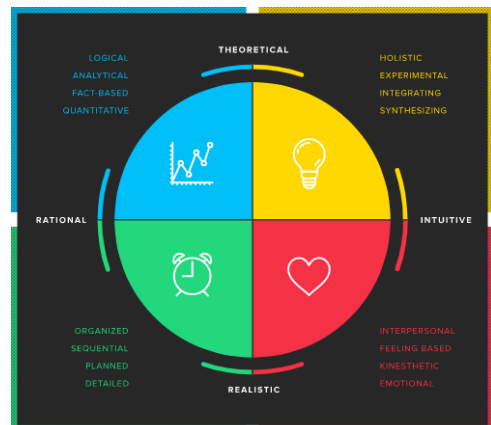 THEORETICAL
LOGICAL
ANALYTICAL
FACT-BASED
QUANTITATIVE
HOLISTIC
EXPERIMENTAL
INTEGRATING
SYNTHESIZING
RATIONAL
INTUITIVE
ORGANIZED
SEQUENTIAL
PLANNED
DETAILED
INTERPERSONAL
FEELING BASED
KINESTHETIC
EMOTIONAL
REALISTIC